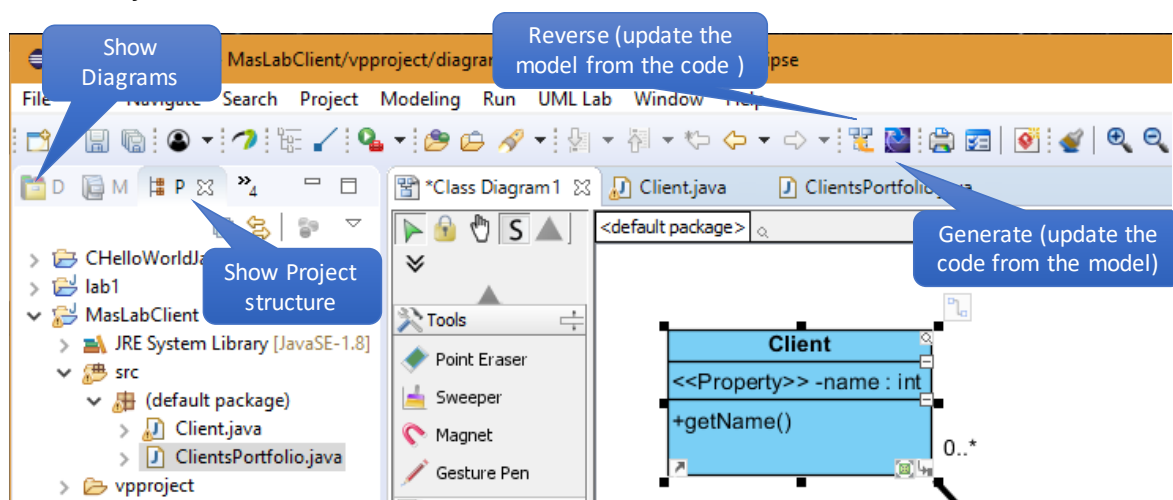 Show
Diagrams
Reverse (update the
model from the code )
MasLabClient/vpproject/diagram
ipse
File Navigate Search Project Modeling Run UML Lab Window Help
D M P »4
*Class Diagram1 Client.java ClientsPortfolio.java
S
<default package>
Generate (update the
code from the model)
CHelloWorldJa
Show Project
structure
lab1
MasLabClient
JRE System Library [JavaSE-1.8]
src
(default package)
Client.java
ClientsPortfolio.java
vpproject
Tools
Point Eraser
Sweeper
Magnet
Gesture Pen
Client
<<Property>> -name : int
+getName()
0..*